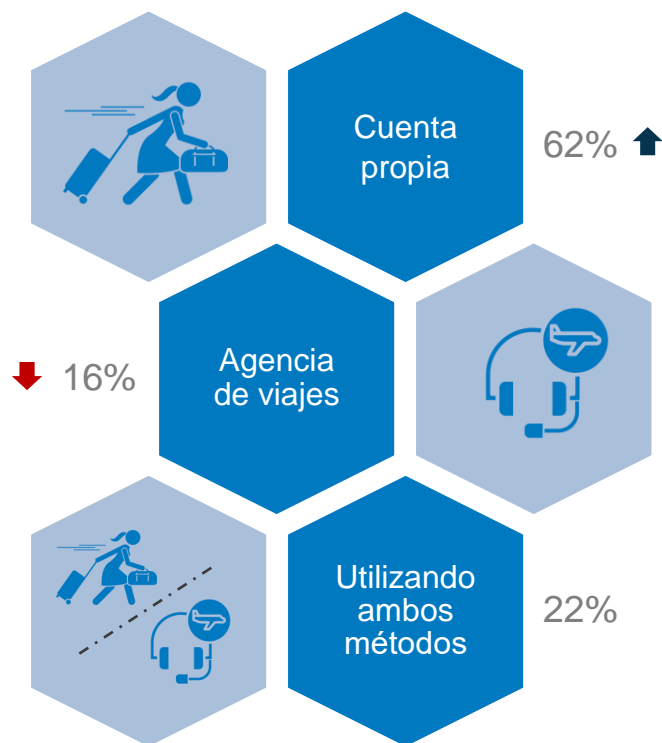 Cuenta
propia
62%
16%
Agencia
de viajes
Utilizando
ambos
métodos
22%